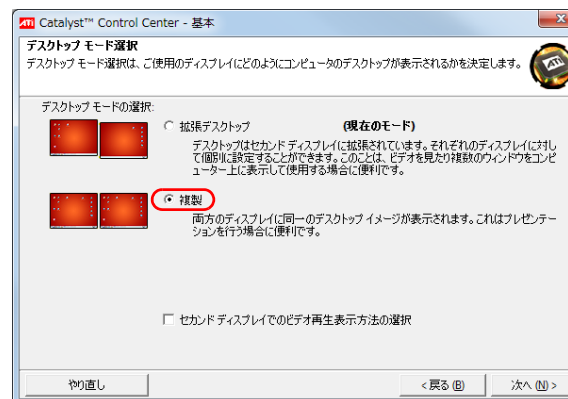 ATI Catalyst™ Control Center - 基本
デスクトップ モード選択
デスクトップ モード選択は、ご使用のディスプレイにどのようにコンピュータのデスクトップが表示されるかを決定します。
ATI
デスクトップ モードの選択:
拡張デスクトップ (現在のモード)
デスクトップはセカンド ディスプレイに拡張されています。それぞれのディスプレイに対し
て個別に設定することができます。このことは、ビデオを見たり複数のウィンドウをコンピ
ューター上に表示して使用する場合に便利です。
複製
両方のディスプレイに同一のデスクトップ イメージが表示されます。これはプレゼンテー
ションを行う場合に便利です。
セカンド ディスプレイでのビデオ再生表示方法の選択
やり直し
< 戻る (B)
次へ (N) >